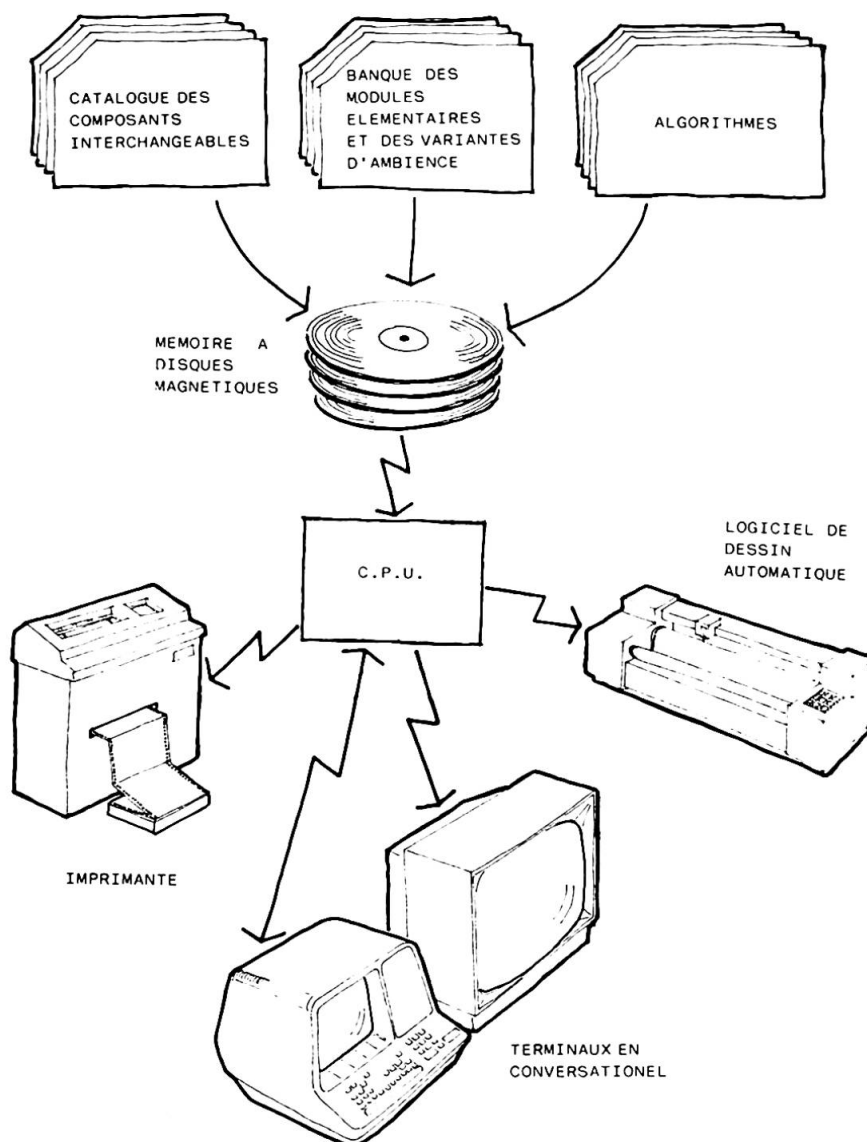 CATALOGUE DES
COMPOSANTS
INTERCHANGEABLES
BANQUE DES
MODULES
ELEMENTAIRES
ET DES VARIANTES
D'AMBIENCE
ALGORITHMES
MEMOIRE A
DISQUES
MAGNETIQUES
C.P.U.
LOGICIEL DE
DESSIN
AUTOMATIQUE
IMPRIMANTE
TERMINAUX EN
CONVERSATIONEL